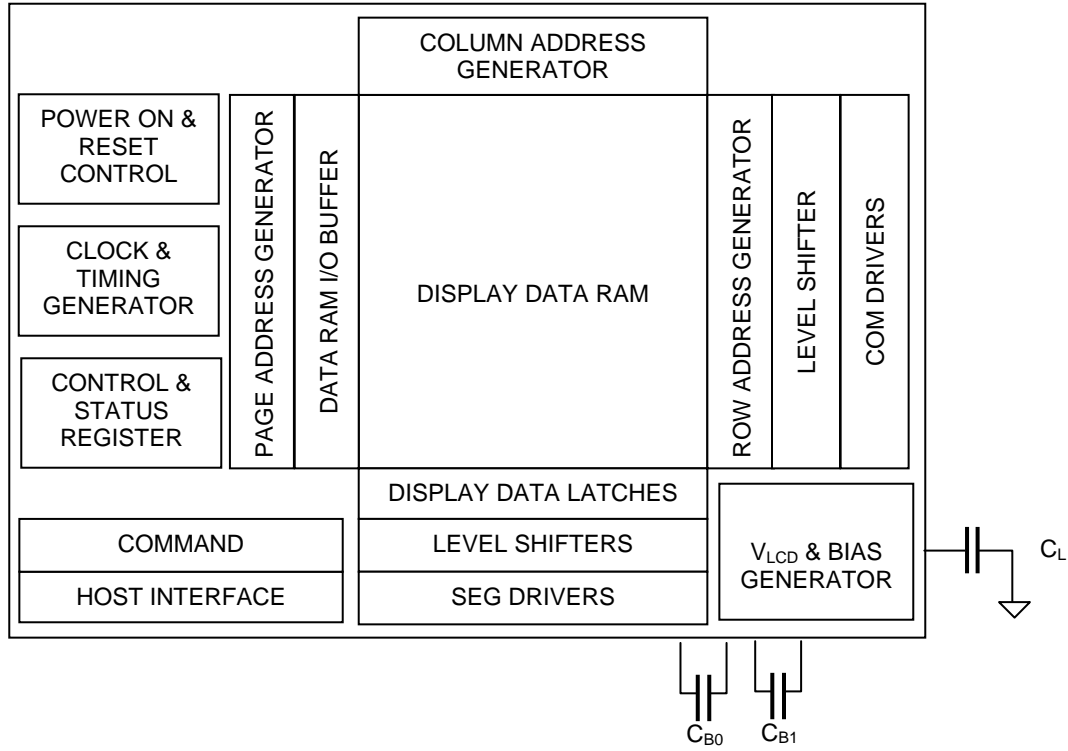 COLUMN ADDRESS
GENERATOR
POWER ON &
RESET
CONTROL
CLOCK &
TIMING
GENERATOR
CONTROL &
STATUS
REGISTER
PAGE ADDRESS GENERATOR
DATA RAM I/O BUFFER
DISPLAY DATA RAM
ROW ADDRESS GENERATOR
LEVEL SHIFTER
COM DRIVERS
DISPLAY DATA LATCHES
COMMAND
HOST INTERFACE
LEVEL SHIFTERS
SEG DRIVERS
VLCD & BIAS
GENERATOR
CL
CB0
CB1